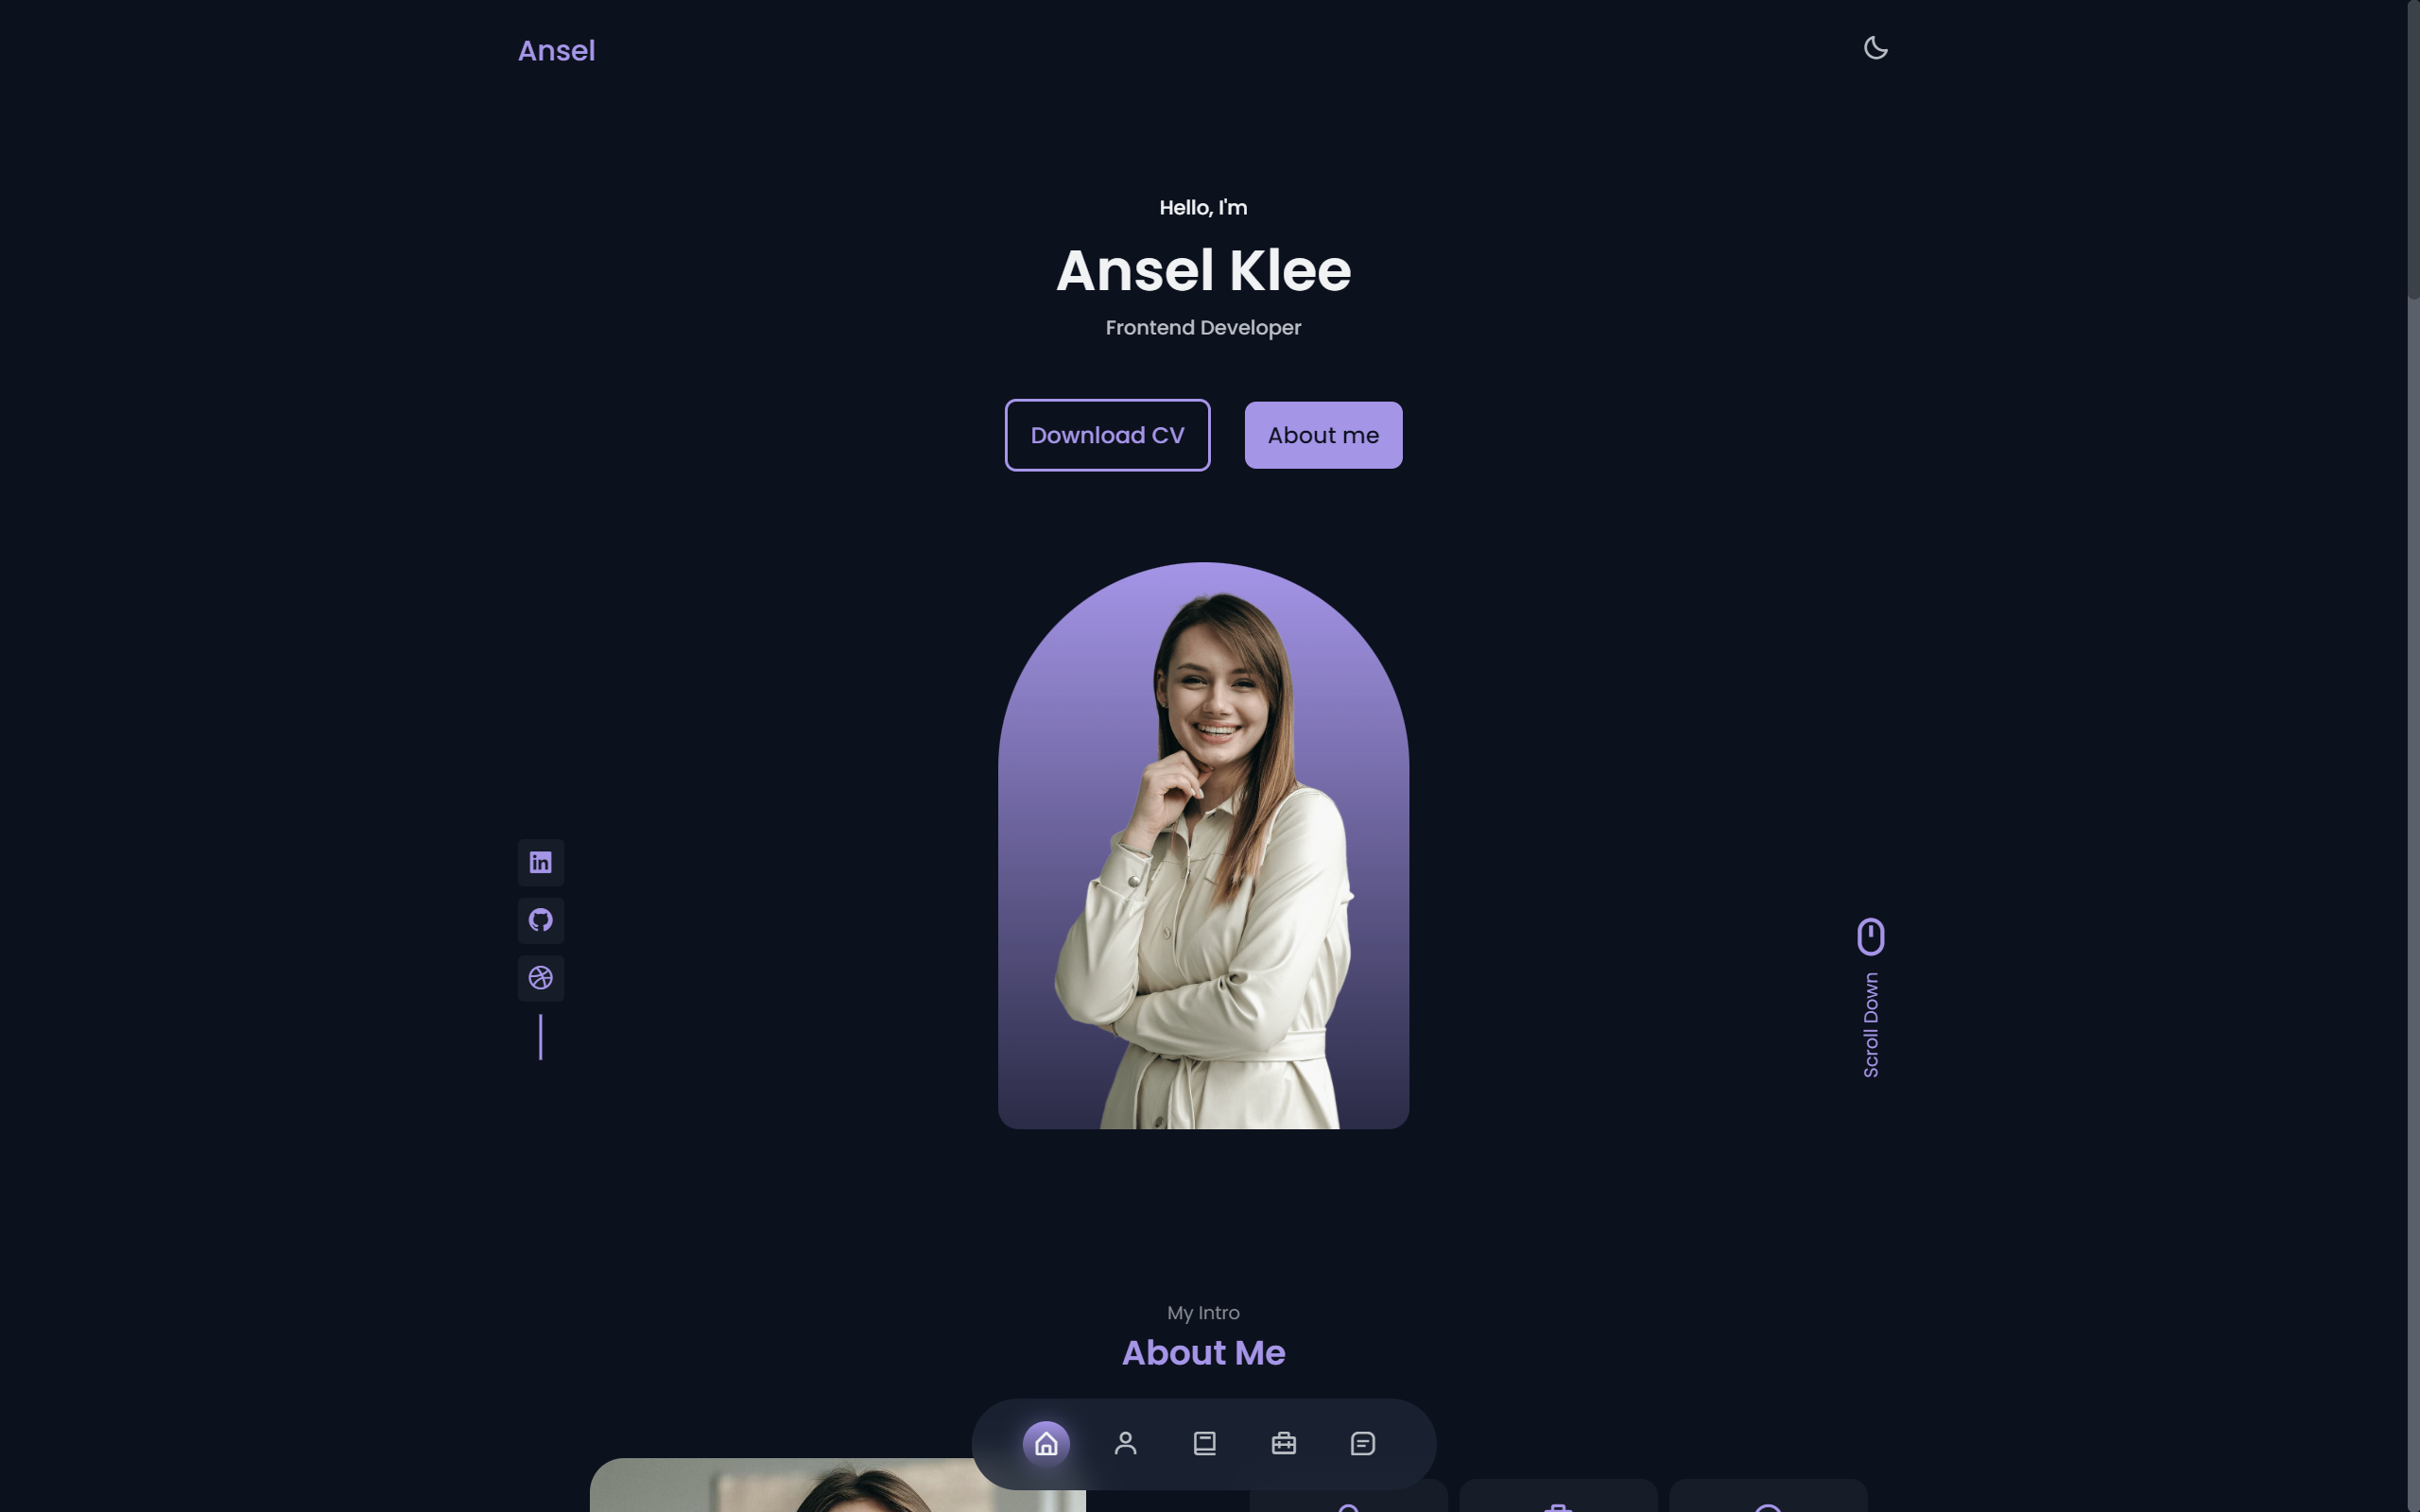 Ansel
Hello, I'm
Ansel Klee
Frontend Developer
Download CV
About me
Scroll Down
My Intro
About Me